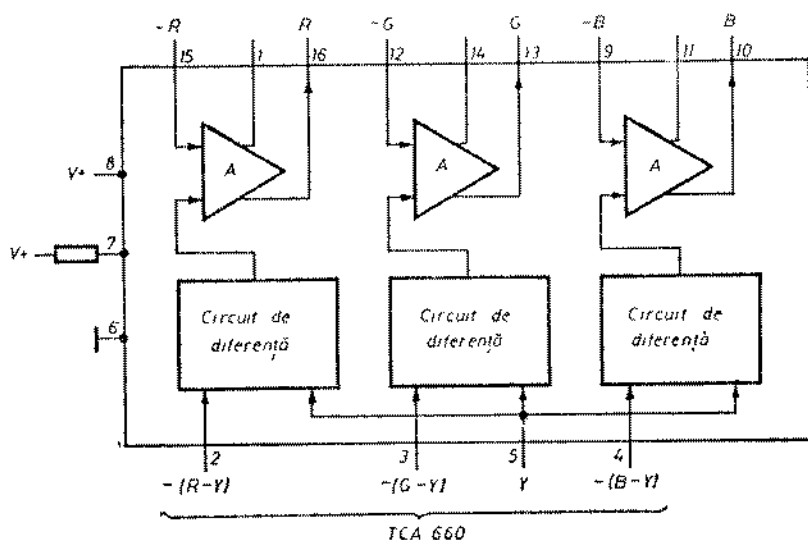 -R R -G G -B B
15 1 16 12 14 13 9 11 10
A A A
8
V+
7
V+
6
Circuit de diferență
Circuit de diferență
Circuit de diferență
2 3 5 4
-(R-Y) -(G-Y) Y -(B-Y)
TCA 660